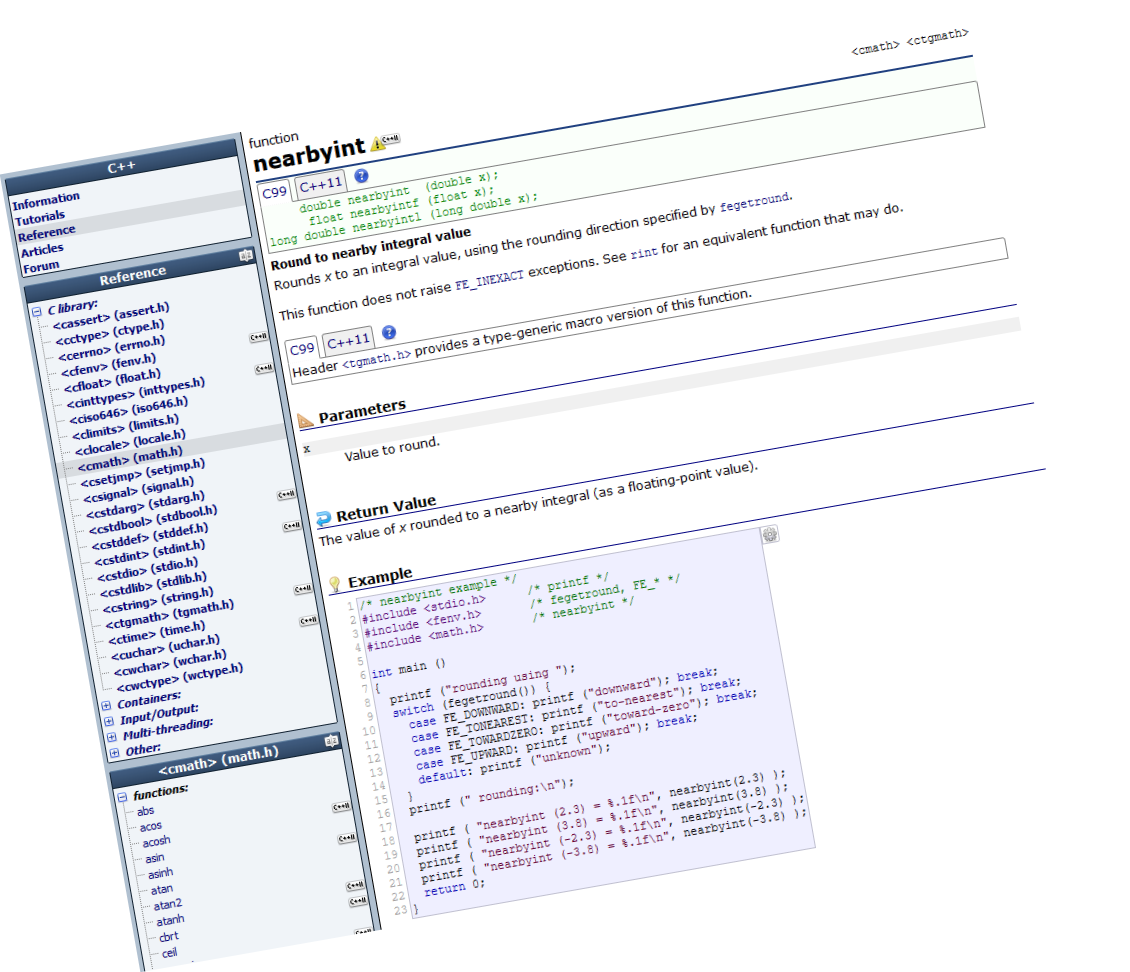 <cmath> <ctgmath>
function
nearbyint
C++11
C99
C++11
?
double nearbyint  (double x);
float nearbyintf (float x);
long double nearbyintl (long double x);
Round to nearby integral value
Rounds x to an integral value, using the rounding direction specified by fegetround.
This function does not raise FE_INEXACT exceptions. See rint for an equivalent function that may do.
C99
C++11
?
Header <tgmath.h> provides a type-generic macro version of this function.
Parameters
x
Value to round.
Return Value
The value of x rounded to a nearby integral (as a floating-point value).
Example
1 /* nearbyint example */
2 #include <stdio.h>      /* printf */
3 #include <fenv.h>       /* fegetround, FE_* */
4 #include <math.h>       /* nearbyint */
5
6 int main ()
7 {
8   printf ("rounding using ");
9   switch (fegetround()) {
10     case FE_DOWNWARD: printf ("downward"); break;
11     case FE_TONEAREST: printf ("to-nearest"); break;
12     case FE_TOWARDZERO: printf ("toward-zero"); break;
13     case FE_UPWARD: printf ("upward"); break;
14     default: printf ("unknown");
15   }
16   printf (" rounding:\n");
17
18   printf ( "nearbyint (2.3) = %.1f\n", nearbyint(2.3) );
19   printf ( "nearbyint (3.8) = %.1f\n", nearbyint(3.8) );
20   printf ( "nearbyint (-2.3) = %.1f\n", nearbyint(-2.3) );
21   printf ( "nearbyint (-3.8) = %.1f\n", nearbyint(-3.8) );
22   return 0;
23 }
C++
Information
Tutorials
Reference
Articles
Forum
Reference
C library:
<cassert> (assert.h)
<cctype> (ctype.h)
<cerrno> (errno.h)
<cfenv> (fenv.h) C++11
<cfloat> (float.h)
<cinttypes> (inttypes.h) C++11
<ciso646> (iso646.h)
<climits> (limits.h)
<clocale> (locale.h)
<cmath> (math.h)
<csetjmp> (setjmp.h)
<csignal> (signal.h)
<cstdarg> (stdarg.h)
<cstdbool> (stdbool.h) C++11
<cstddef> (stddef.h)
<cstdint> (stdint.h) C++11
<cstdio> (stdio.h)
<cstdlib> (stdlib.h)
<cstring> (string.h)
<ctgmath> (tgmath.h) C++11
<ctime> (time.h)
<cuchar> (uchar.h) C++11
<cwchar> (wchar.h)
<cwctype> (wctype.h)
Containers:
Input/Output:
Multi-threading:
Other:
<cmath> (math.h)
functions:
abs
acos
acosh C++11
asin
asinh C++11
atan
atan2
atanh C++11
cbrt C++11
ceil